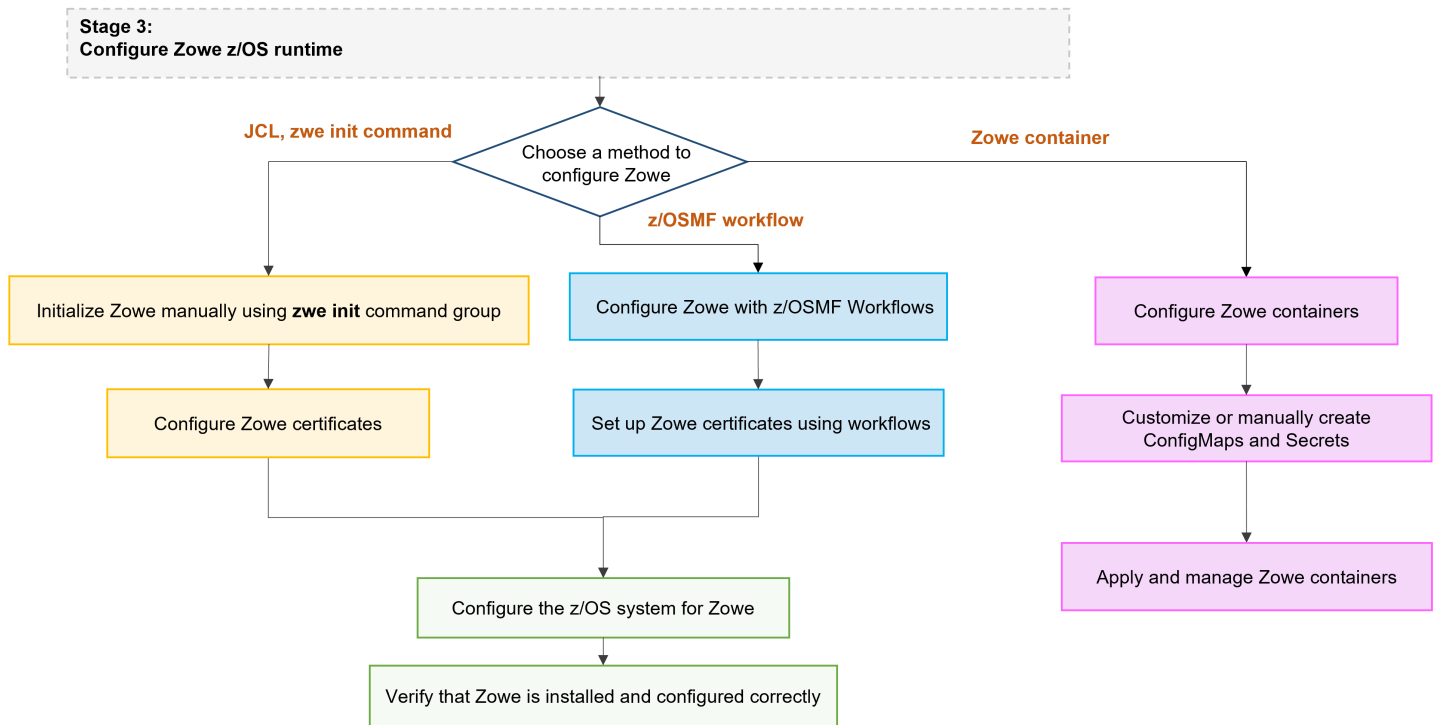 Stage 3:
Configure Zowe z/OS runtime
JCL, zwe init command
Zowe container
Choose a method to
configure Zowe
z/OSMF workflow
Initialize Zowe manually using zwe init command group
Configure Zowe with z/OSMF Workflows
Configure Zowe containers
Configure Zowe certificates
Set up Zowe certificates using workflows
Customize or manually create
ConfigMaps and Secrets
Apply and manage Zowe containers
Configure the z/OS system for Zowe
Verify that Zowe is installed and configured correctly